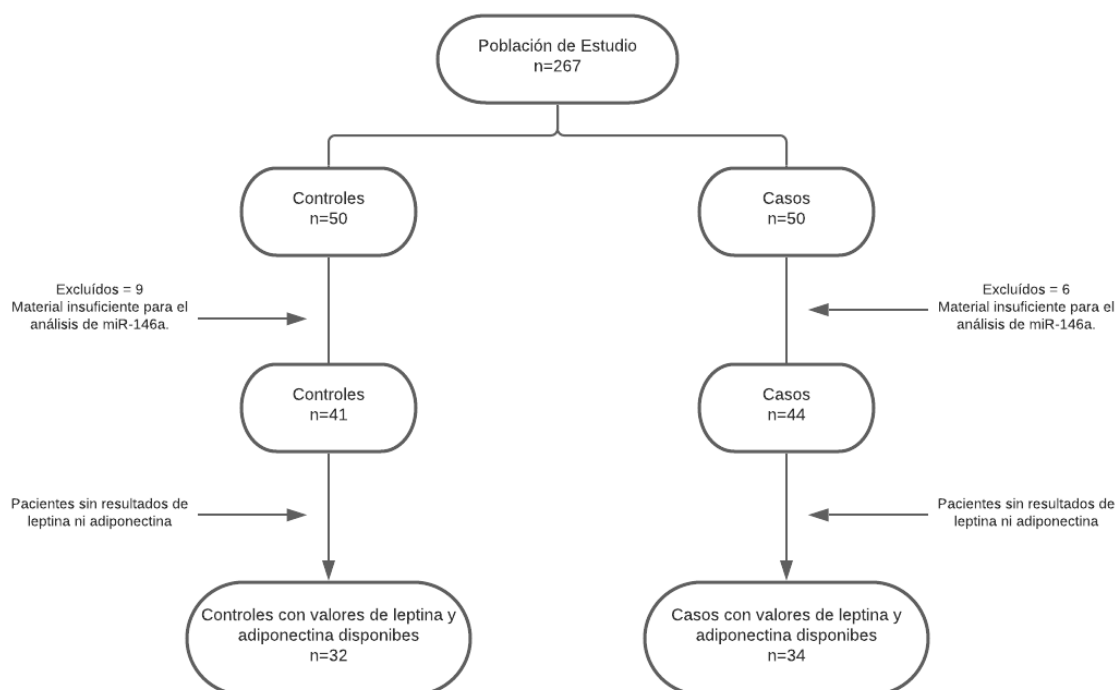 Población de Estudio
n=267
Controles
n=50
Casos
n=50
Excluídos = 9
Material insuficiente para el
análisis de miR-146a.
Excluídos = 6
Material insuficiente para el
análisis de miR-146a.
Controles
n=41
Casos
n=44
Pacientes sin resultados de
leptina ni adiponectina
Pacientes sin resultados de
leptina ni adiponectina
Controles con valores de leptina y
adiponectina disponibes
n=32
Casos con valores de leptina y
adiponectina disponibes
n=34